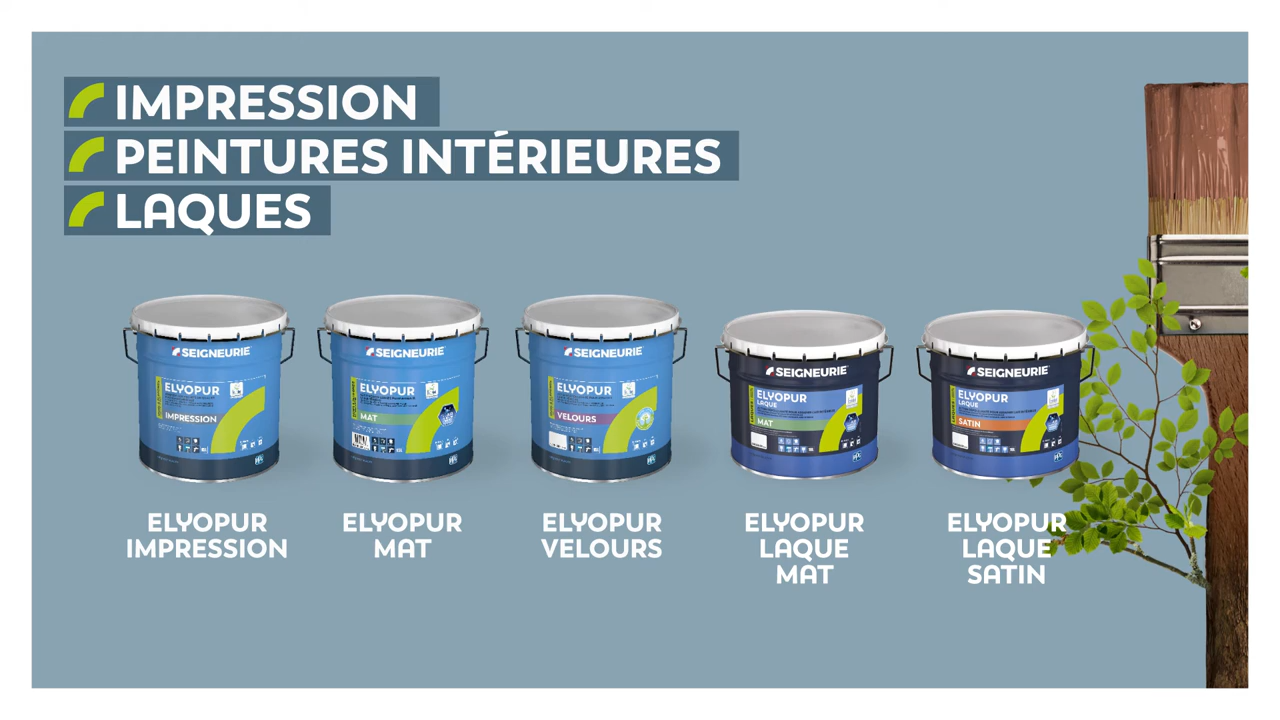 IMPRESSION
PEINTURES INTÉRIEURES
LAQUES
SEIGNEURIE
ELYOPUR
IMPRESSION
SEIGNEURIE
ELYOPUR
MAT
SEIGNEURIE
ELYOPUR
VELOURS
SEIGNEURIE
ELYOPUR
LAQUE
MAT
SEIGNEURIE
ELYOPUR
LAQUE
SATIN
ELYOPUR
IMPRESSION
ELYOPUR
MAT
ELYOPUR
VELOURS
ELYOPUR
LAQUE
MAT
ELYOPUR
LAQUE
SATIN